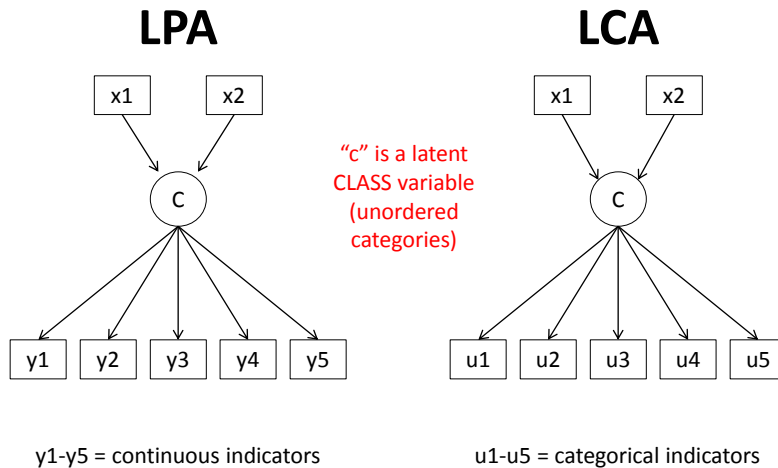 LPA
LCA
x1
x2
x1
x2
"c" is a latent
CLASS variable
(unordered
categories)
C
C
y1
y2
y3
y4
y5
u1
u2
u3
u4
u5
y1-y5 = continuous indicators
u1-u5 = categorical indicators